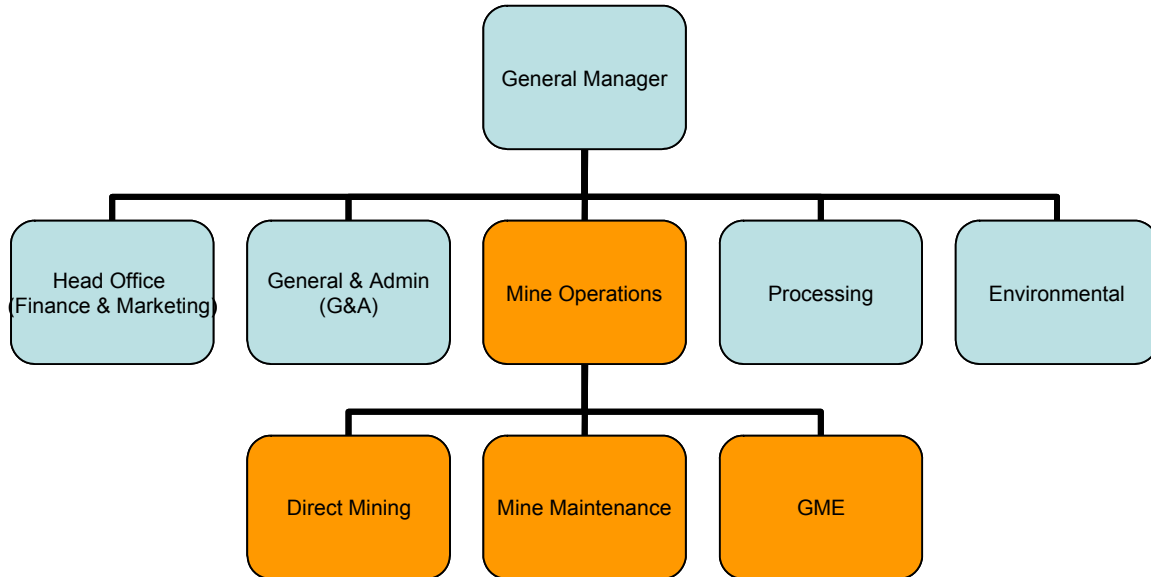 General Manager
Head Office
(Finance & Marketing)
General & Admin
(G&A)
Mine Operations
Processing
Environmental
Direct Mining
Mine Maintenance
GME